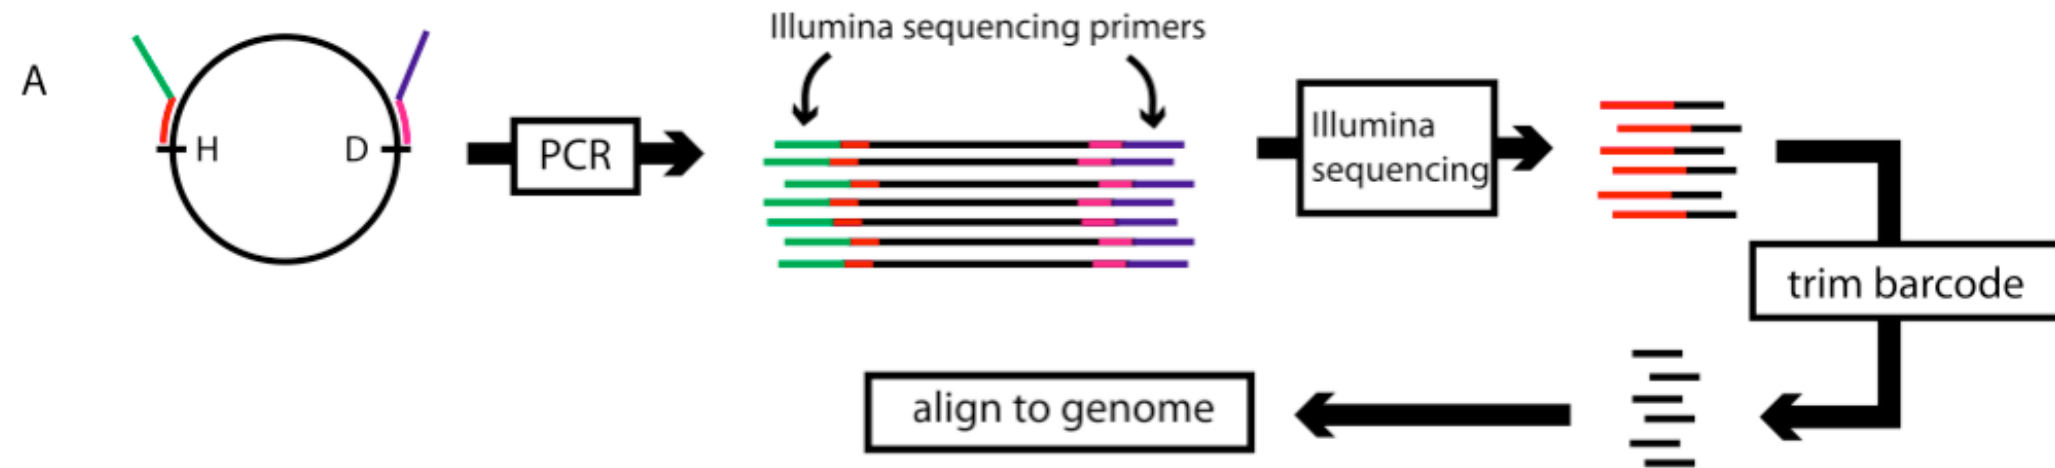 A
H
D
PCR
Illumina sequencing primers
Illumina
sequencing
trim barcode
align to genome